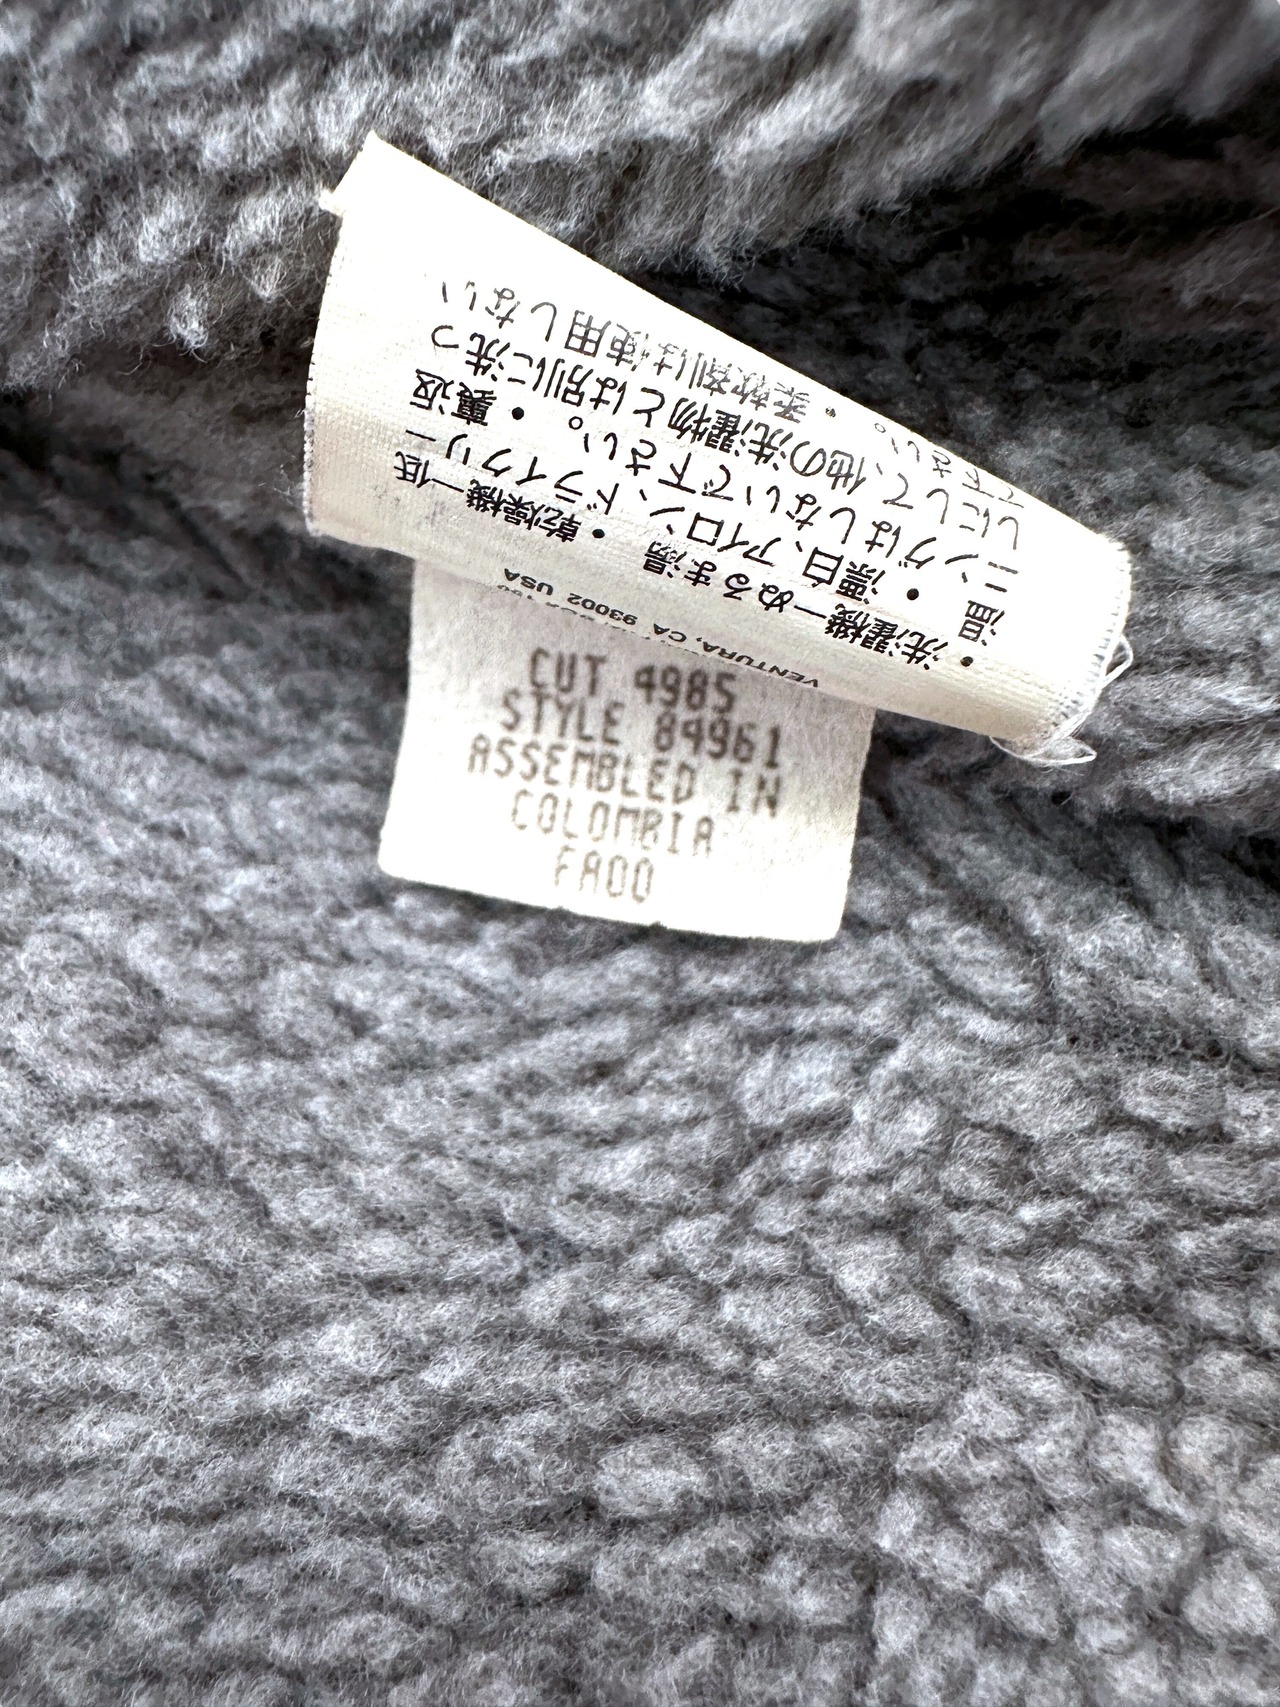 • 洗濯機—ぬるま湯 • 乾燥機—低
温 • 漂白、アイロン、ドライクリー
ニングはしないで下さい。 • 裏返
しにして、他の洗濯物とは別に洗っ
て下さい。 • 柔軟剤は使用しない
VENTURA, CA 93002 USA
CUT 4985
STYLE 84961
ASSEMBLED IN
COLOMBIA
FA00